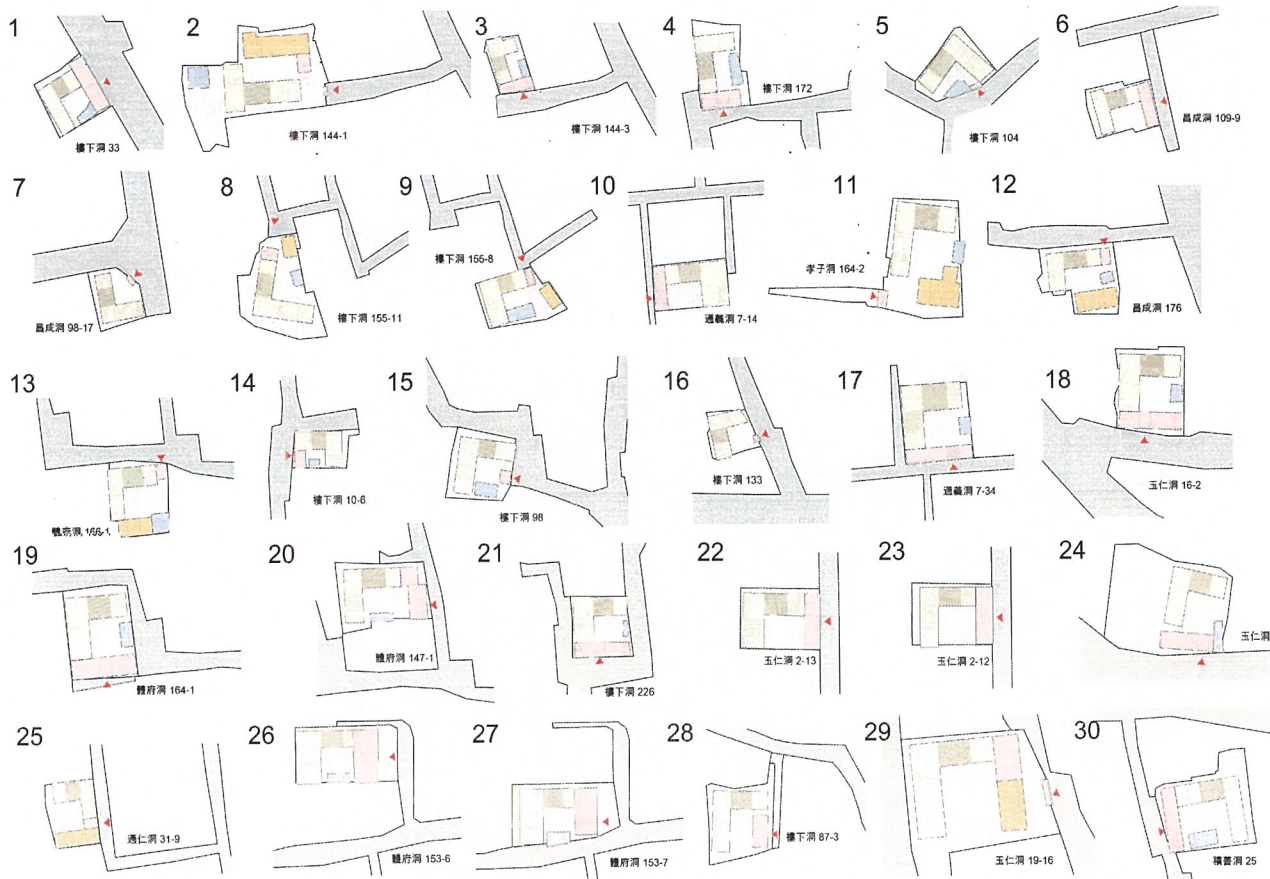 1
樓下洞 33
2
樓下洞 144-1
3
樓下洞 144-3
4
樓下洞 172
5
樓下洞 104
6
昌成洞 109-9
7
昌成洞 98-17
8
樓下洞 155-11
9
樓下洞 155-8
10
通義洞 7-14
11
孝子洞 164-2
12
昌成洞 176
13
體府洞 166-1
14
樓下洞 10-6
15
樓下洞 98
16
樓下洞 133
17
通義洞 7-34
18
玉仁洞 16-2
19
體府洞 164-1
20
體府洞 147-1
21
樓下洞 226
22
玉仁洞 2-13
23
玉仁洞 2-12
24
玉仁洞
25
通仁洞 31-9
26
體府洞 153-6
27
體府洞 153-7
28
樓下洞 87-3
29
玉仁洞 19-16
30
積善洞 25